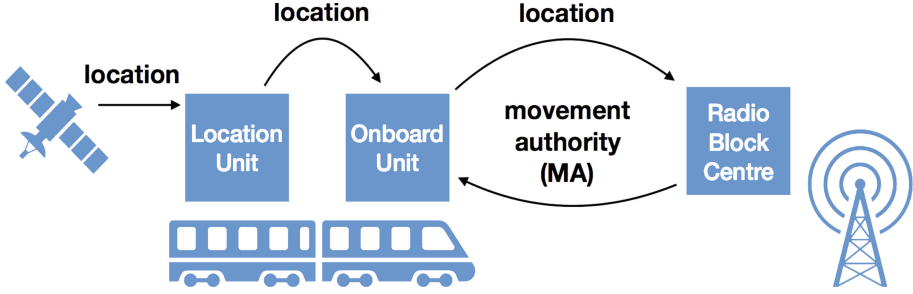 location
location
location
Location
Unit
Onboard
Unit
movement
authority
(MA)
Radio
Block
Centre